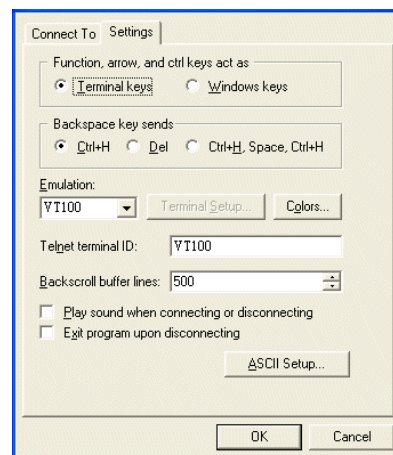 Connect To Settings
Function, arrow, and ctrl keys act as
Terminal keys Windows keys
Backspace key sends
Ctrl+H Del Ctrl+H, Space, Ctrl+H
Emulation:
VT100 Terminal Setup... Colors...
Telnet terminal ID: VT100
Backscroll buffer lines: 500
Play sound when connecting or disconnecting
Exit program upon disconnecting
ASCII Setup...
OK Cancel